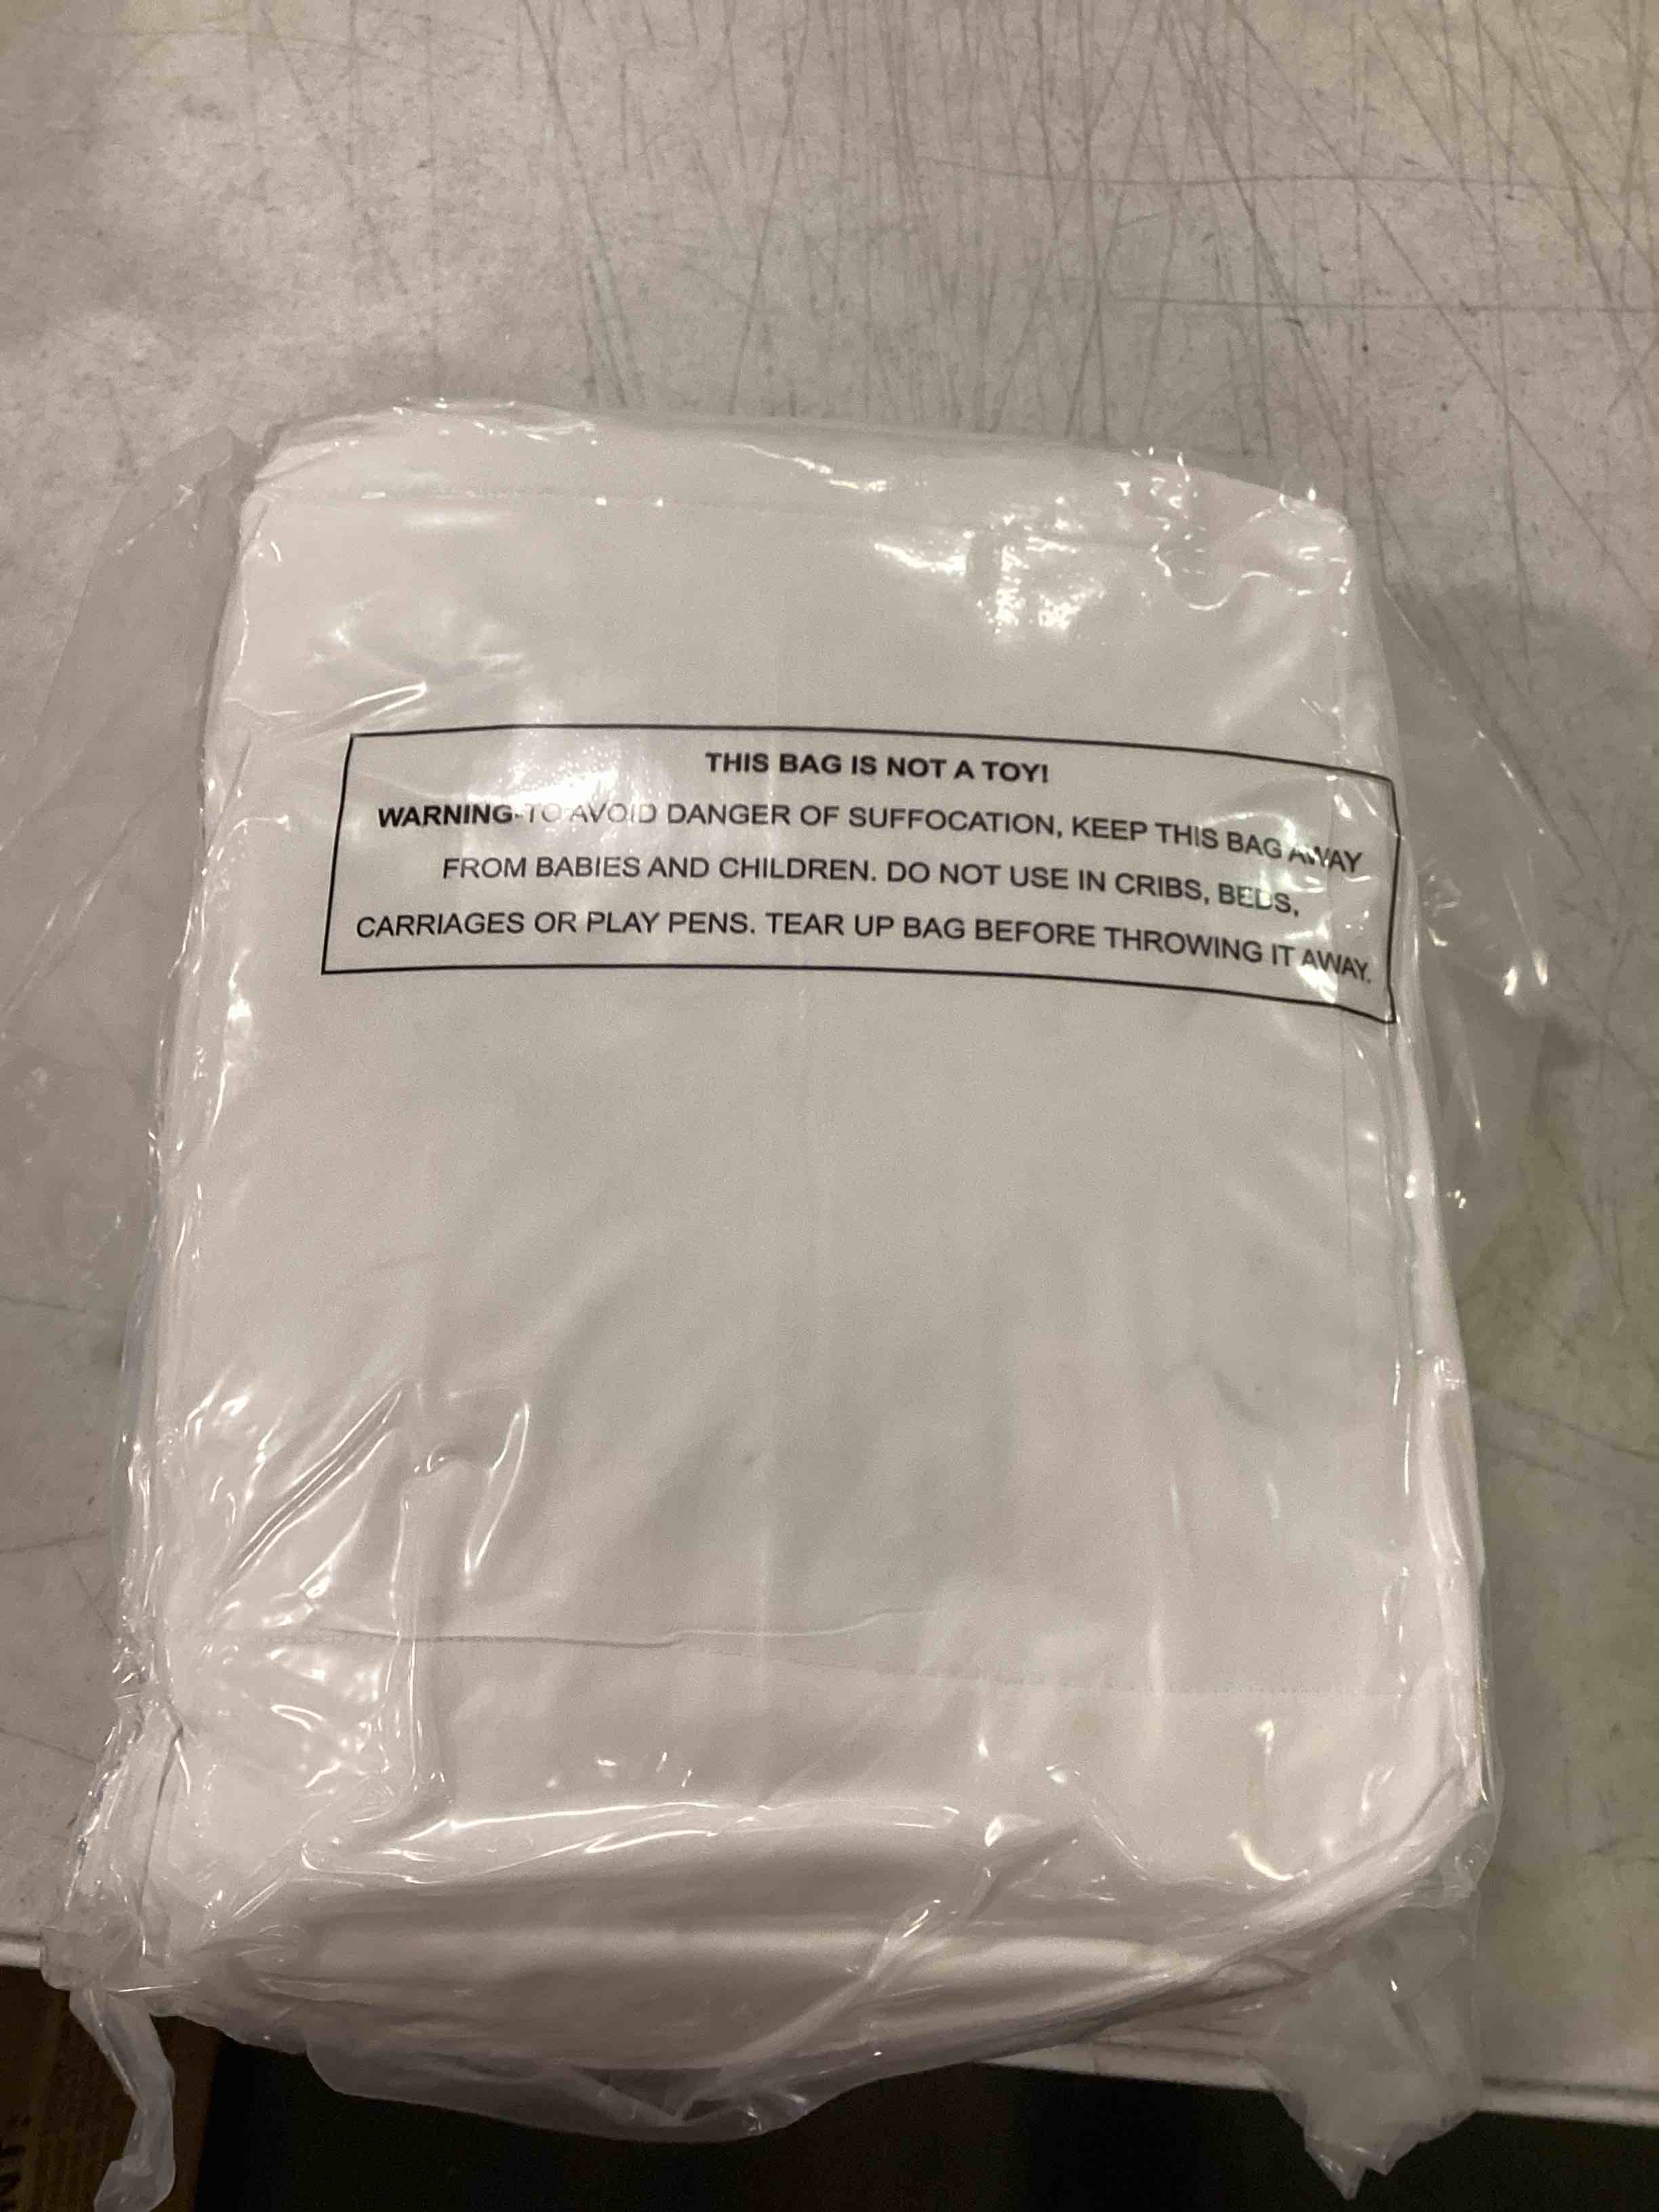 THIS BAG IS NOT A TOY!
WARNING-TO AVOID DANGER OF SUFFOCATION, KEEP THIS BAG AWAY
FROM BABIES AND CHILDREN. DO NOT USE IN CRIBS, BEDS,
CARRIAGES OR PLAY PENS. TEAR UP BAG BEFORE THROWING IT AWAY.